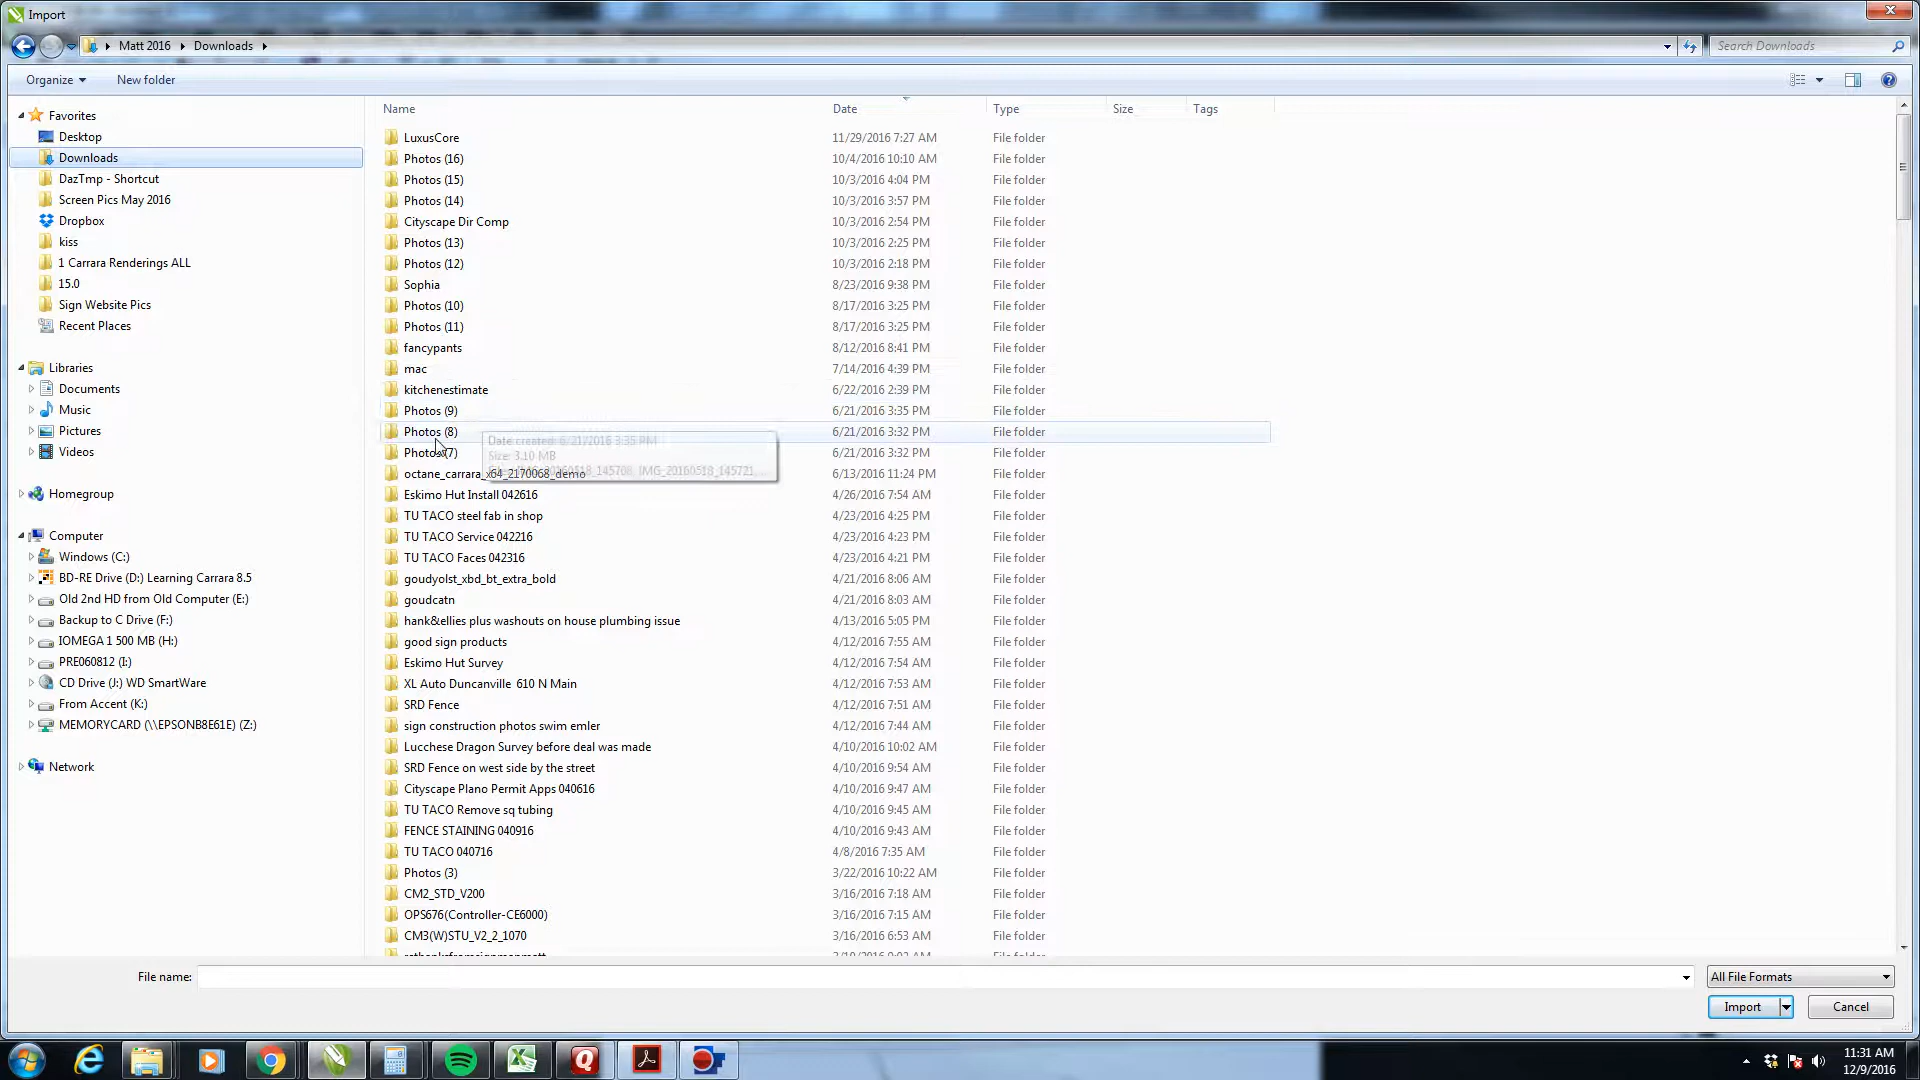 Import
Matt 2016 Downloads
Search Downloads
Organize New folder
Favorites
Desktop
Downloads
DazTmp - Shortcut
Screen Pics May 2016
Dropbox
kiss
1 Carrara Renderings ALL
15.0
Sign Website Pics
Recent Places
Libraries
Documents
Music
Pictures
Videos
Homegroup
Computer
Windows (C:)
BD-RE Drive (D:) Learning Carrara 8.5
Old 2nd HD from Old Computer (E:)
Backup to C Drive (F:)
IOMEGA 1 500 MB (H:)
PRE060812 (I:)
CD Drive (J:) WD SmartWare
From Accent (K:)
MEMORYCARD (\\EPSONB8E61E) (Z:)
Network
Name Date Type Size Tags
LuxusCore 11/29/2016 7:27 AM File folder
Photos (16) 10/4/2016 10:10 AM File folder
Photos (15) 10/3/2016 4:04 PM File folder
Photos (14) 10/3/2016 3:57 PM File folder
Cityscape Dir Comp 10/3/2016 2:54 PM File folder
Photos (13) 10/3/2016 2:25 PM File folder
Photos (12) 10/3/2016 2:18 PM File folder
Sophia 8/23/2016 9:38 PM File folder
Photos (10) 8/17/2016 3:25 PM File folder
Photos (11) 8/17/2016 3:25 PM File folder
fancypants 8/12/2016 8:41 PM File folder
mac 7/14/2016 4:39 PM File folder
kitchenestimate 6/22/2016 2:39 PM File folder
Photos (9) 6/21/2016 3:35 PM File folder
Photos (8) 6/21/2016 3:32 PM File folder
Date created: 6/21/2016 3:35 PM
Size: 3.10 MB
Photos (7) 6/21/2016 3:32 PM File folder
20160518_145708, IMG_20160518_145721, ...
octane_carrara_x64_2170068_demo 6/13/2016 11:24 PM File folder
Eskimo Hut Install 042616 4/26/2016 7:54 AM File folder
TU TACO steel fab in shop 4/23/2016 4:25 PM File folder
TU TACO Service 042216 4/23/2016 4:23 PM File folder
TU TACO Faces 042316 4/23/2016 4:21 PM File folder
goudyolst_xbd_bt_extra_bold 4/21/2016 8:06 AM File folder
goudcatn 4/21/2016 8:03 AM File folder
hank&ellies plus washouts on house plumbing issue 4/13/2016 5:05 PM File folder
good sign products 4/12/2016 7:55 AM File folder
Eskimo Hut Survey 4/12/2016 7:54 AM File folder
XL Auto Duncanville 610 N Main 4/12/2016 7:53 AM File folder
SRD Fence 4/12/2016 7:51 AM File folder
sign construction photos swim emler 4/12/2016 7:44 AM File folder
Lucchese Dragon Survey before deal was made 4/10/2016 10:02 AM File folder
SRD Fence on west side by the street 4/10/2016 9:54 AM File folder
Cityscape Plano Permit Apps 040616 4/10/2016 9:47 AM File folder
TU TACO Remove sq tubing 4/10/2016 9:45 AM File folder
FENCE STAINING 040916 4/10/2016 9:43 AM File folder
TU TACO 040716 4/8/2016 7:35 AM File folder
Photos (3) 3/22/2016 10:22 AM File folder
CM2_STD_V200 3/16/2016 7:18 AM File folder
OPS676(Controller-CE6000) 3/16/2016 7:15 AM File folder
CM3(W)STU_V2_2_1070 3/16/2016 6:53 AM File folder
File name:
All File Formats
Import Cancel
11:31 AM
12/9/2016